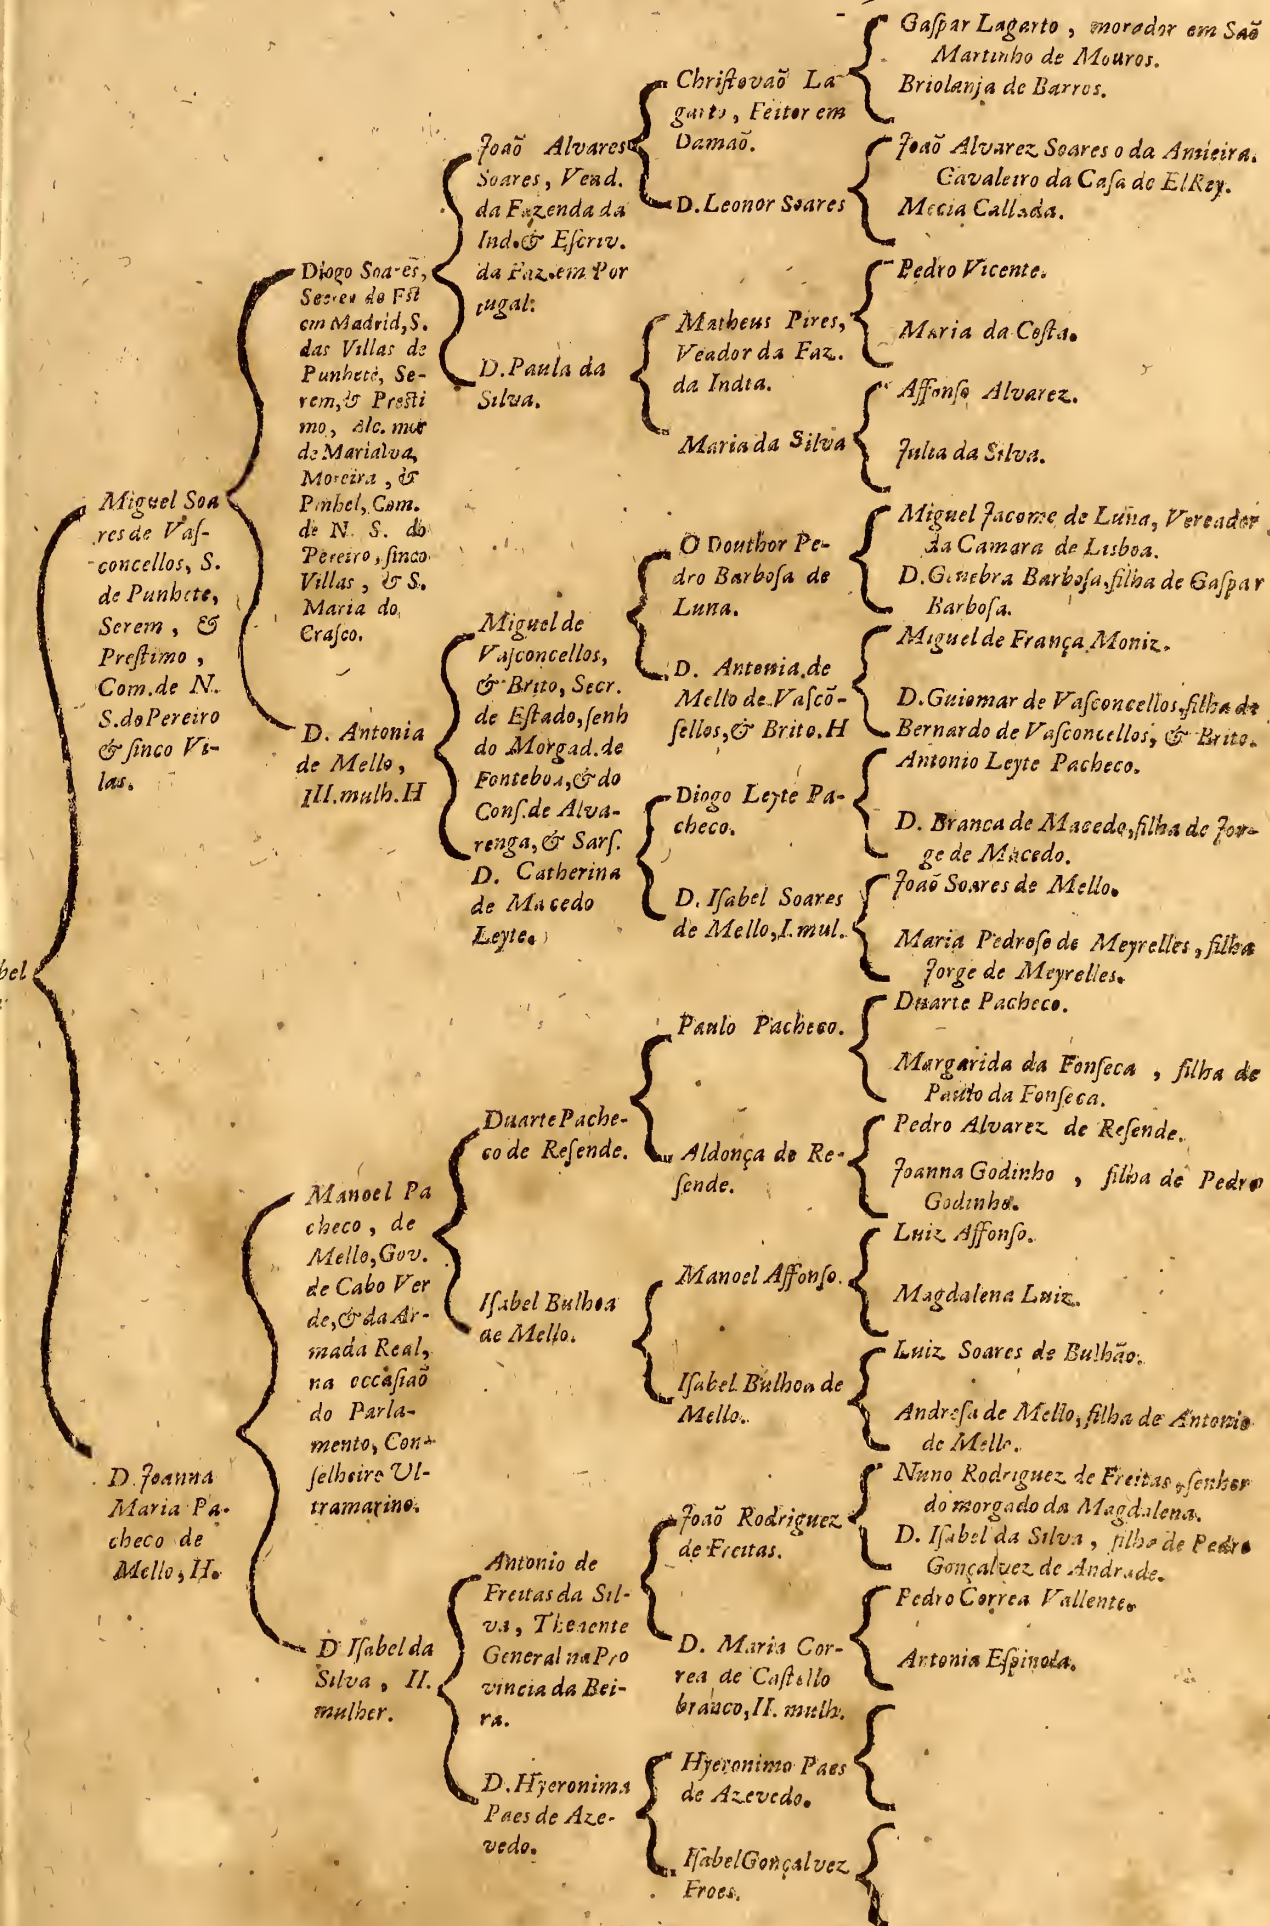 bel
Miguel Soa
res de Vaſ-
concellos, S.
de Punhete,
Serem, &
Preſtimo,
Com. de N.
S. do Pereiro
& ſinco Vi-
las.
D. Joanna
Maria Pa-
checo de
Mello, H.
Diogo Soares,
Secret de Eſt
em Madrid, S.
das Villas de
Punhete, Se-
rem, & Preſti
mo, Alc. mor
de Marialva,
Moreira, &
Pinhel, Com.
de N. S. do
Pereiro, ſinco
Villas, & S.
Maria do
Craſco.
D. Antonia
de Mello,
III. mulh. H
Manoel Pa
checo, de
Mello, Gov.
de Cabo Ver
de, & da Ar-
mada Real,
na occaſiaõ
do Parla-
mento, Con-
ſelheiro Ul-
tramarino.
D Iſabel da
Silva, II.
mulher.
Joaõ Alvares
Soares, Vead.
da Fazenda da
Ind. & Eſcriv.
da Faz. em Por
tugal.
D. Paula da
Silva.
Miguel de
Vaſconcellos,
& Brito, Secr.
de Eſtado, ſenh
do Morgad. de
Fonteboa, & do
Conſ. de Alva-
renga, & Sarſ.
D. Catherina
de Macedo
Leyte.
Duarte Pache-
co de Reſende.
Iſabel Bulhoa
de Mello.
Antonio de
Freitas da Sil-
va, Thenente
General na Pro
vincia da Bei-
ra.
D. Hyeronima
Paes de Aze-
vedo.
Chriſtovaõ La-
garto, Feitor em
Damaõ.
D. Leonor Soares
Matheus Pires,
Veador da Faz.
da India.
Maria da Silva
O Douthor Pe-
dro Barboſa de
Luna.
D. Antonia de
Mello de Vaſcõ-
ſellos, & Brito. H
Diogo Leyte Pa-
checo.
D. Iſabel Soares
de Mello, I. mul.
Paulo Pacheco.
Aldonça de Re-
ſende.
Manoel Affonſo.
Iſabel Bulhoa de
Mello.
Joaõ Rodriguez
de Freitas.
D. Maria Cor-
rea de Caſtello
branco, II. mulh.
Hyeronimo Paes
de Azevedo.
Iſabel Gonçalvez
Froes.
Gaſpar Lagarto, morador em Saõ
Martinho de Mouros.
Briolanja de Barros.
Joaõ Alvarez Soares o da Amieira.
Cavaleiro da Caſa de ElRey.
Mecia Callada.
Pedro Vicente.
Maria da Coſta.
Affonſo Alvarez.
Julia da Silva.
Miguel Jacome de Luna, Vereador
da Camara de Lisboa.
D. Genebra Barboſa, filha de Gaſpar
Barboſa.
Miguel de França Moniz.
D. Guiomar de Vaſconcellos, filha de
Bernardo de Vaſconcellos, & Brito.
Antonio Leyte Pacheco.
D. Branca de Macedo, filha de Jor-
ge de Macedo.
Joaõ Soares de Mello.
Maria Pedroſo de Meyrelles, filha
Jorge de Meyrelles.
Duarte Pacheco.
Margarida da Fonſeca, filha de
Paulo da Fonſeca.
Pedro Alvarez de Reſende.
Joanna Godinho, filha de Pedro
Godinho.
Luiz Affonſo.
Magdalena Luiz.
Luiz Soares de Bulhão.
Andreſa de Mello, filha de Antonio
de Mello.
Nuno Rodriguez de Freitas, ſenhor
do morgado da Magdalena.
D. Iſabel da Silva, filha de Pedro
Gonçalvez de Andrade.
Pedro Correa Vallente.
Antonia Eſpinola.